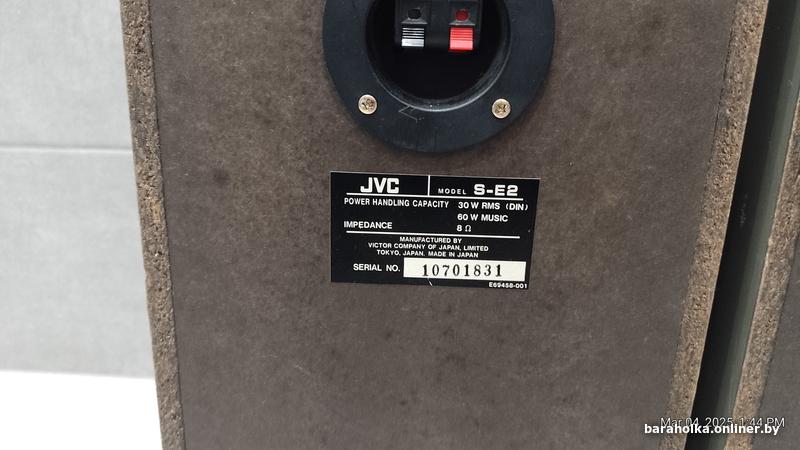 JVC MODEL S-E2
POWER HANDLING CAPACITY 30 W RMS (DIN)
60 W MUSIC
IMPEDANCE 8 Ω
MANUFACTURED BY
VICTOR COMPANY OF JAPAN, LIMITED
TOKYO, JAPAN. MADE IN JAPAN
SERIAL NO. 10701831
E69458-001
Mar 04, 2025, 1:44 PM
baraholka.onliner.by